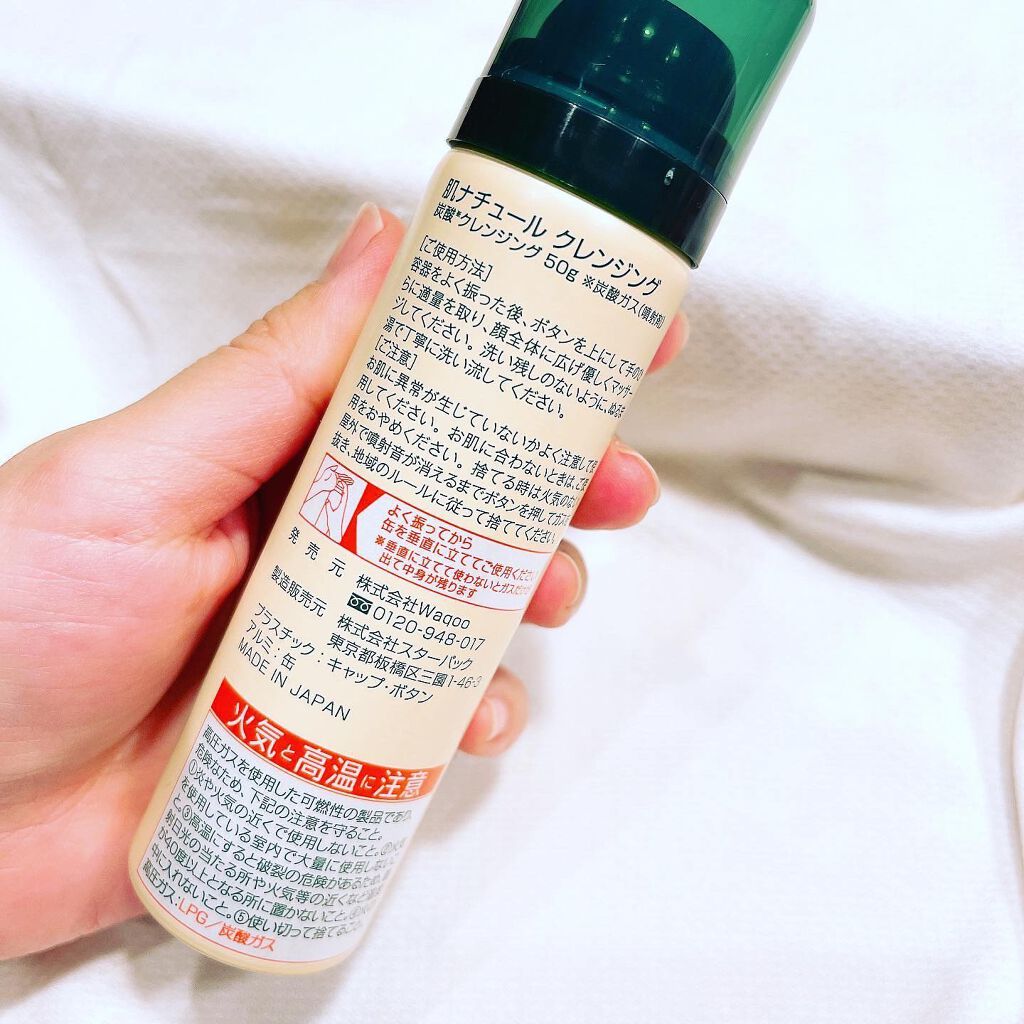 肌ナチュール クレンジング
炭酸※クレンジング 50g ※炭酸ガス(噴射剤)
[ご使用方法]
容器をよく振った後、ボタンを上にして手のひ
らに適量を取り、顔全体に広げ優しくマッサー
ジしてください。洗い残しのないように、ぬるま
湯で丁寧に洗い流してください。
[ご注意]
お肌に異常が生じていないかよく注意して使
用してください。お肌に合わないときは、ご使
用をおやめください。捨てる時は火気のない
屋外で噴射音が消えるまでボタンを押してガスを
抜き、地域のルールに従って捨ててください。
よく振ってから
缶を垂直に立ててご使用ください
※垂直に立てて使わないとガスだけが
出て中身が残ります
発売元 株式会社Waqoo
0120-948-017
製造販売元 株式会社スターパック
東京都板橋区三園1-46-3
プラスチック:キャップ・ボタン
アルミ:缶
MADE IN JAPAN
火気と高温に注意
高圧ガスを使用した可燃性の製品であり、
危険なため、下記の注意を守ること。
①炎や火気の近くで使用しないこと。②火気
を使用している室内で大量に使用しないこ
と。③高温にすると破裂の危険があるため、直
射日光の当たる所や火気等の近くなど温度
が40度以上となる所に置かないこと。④火の
中に入れないこと。⑤使い切って捨てること。
高圧ガス:LPG/炭酸ガス